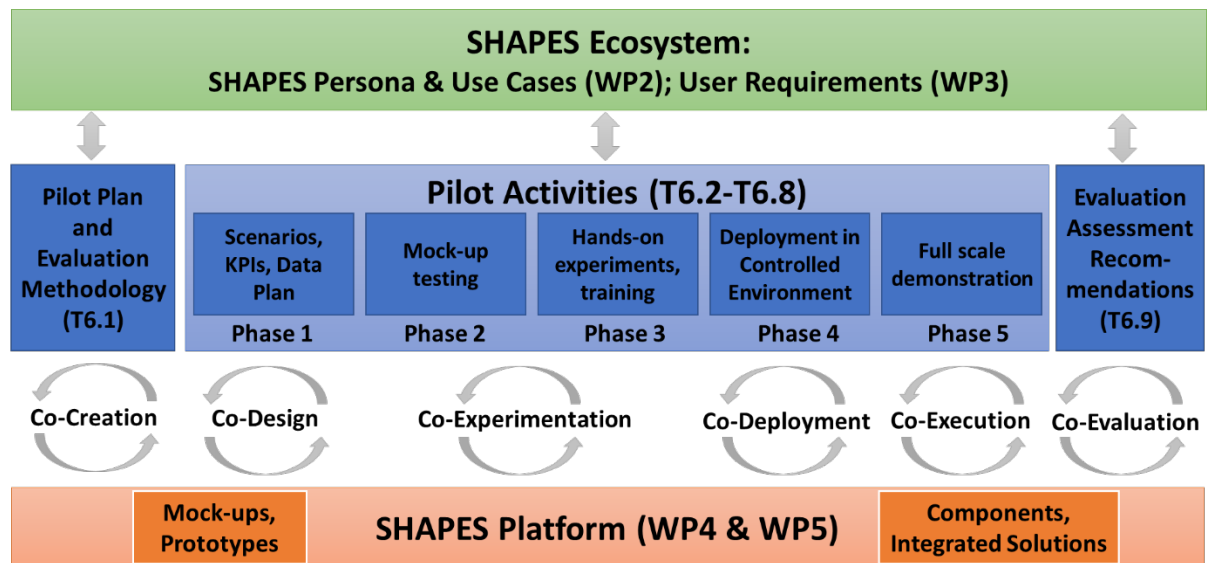 SHAPES Ecosystem:
SHAPES Persona & Use Cases (WP2); User Requirements (WP3)
Pilot Plan
and
Evaluation
Methodology
(T6.1)
Pilot Activities (T6.2-T6.8)
Scenarios,
KPIs, Data
Plan
Phase 1
Mock-up
testing
Phase 2
Hands-on
experiments,
training
Phase 3
Deployment in
Controlled
Environment
Phase 4
Full scale
demonstration
Phase 5
Evaluation
Assessment
Recom-
mendations
(T6.9)
Co-Creation
Co-Design
Co-Experimentation
Co-Deployment
Co-Execution
Co-Evaluation
Mock-ups,
Prototypes
SHAPES Platform (WP4 & WP5)
Components,
Integrated Solutions